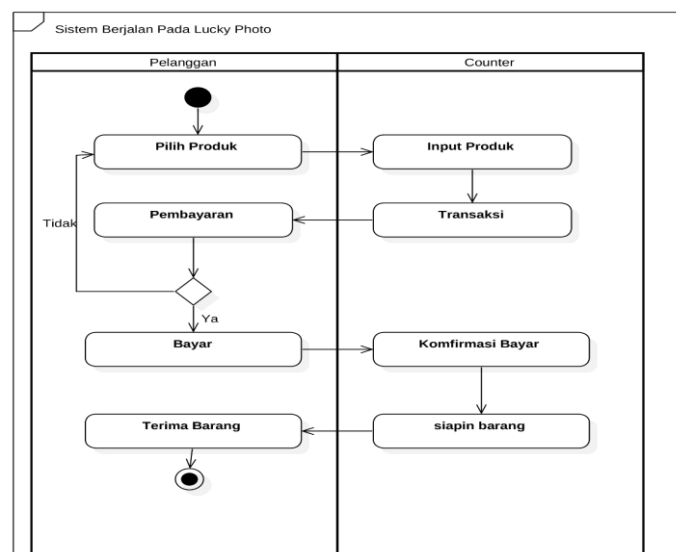 Sistem Berjalan Pada Lucky Photo
Pelanggan
Counter
Pilih Produk
Input Produk
Pembayaran
Transaksi
Tidak
Ya
Bayar
Komfirmasi Bayar
Terima Barang
siapin barang